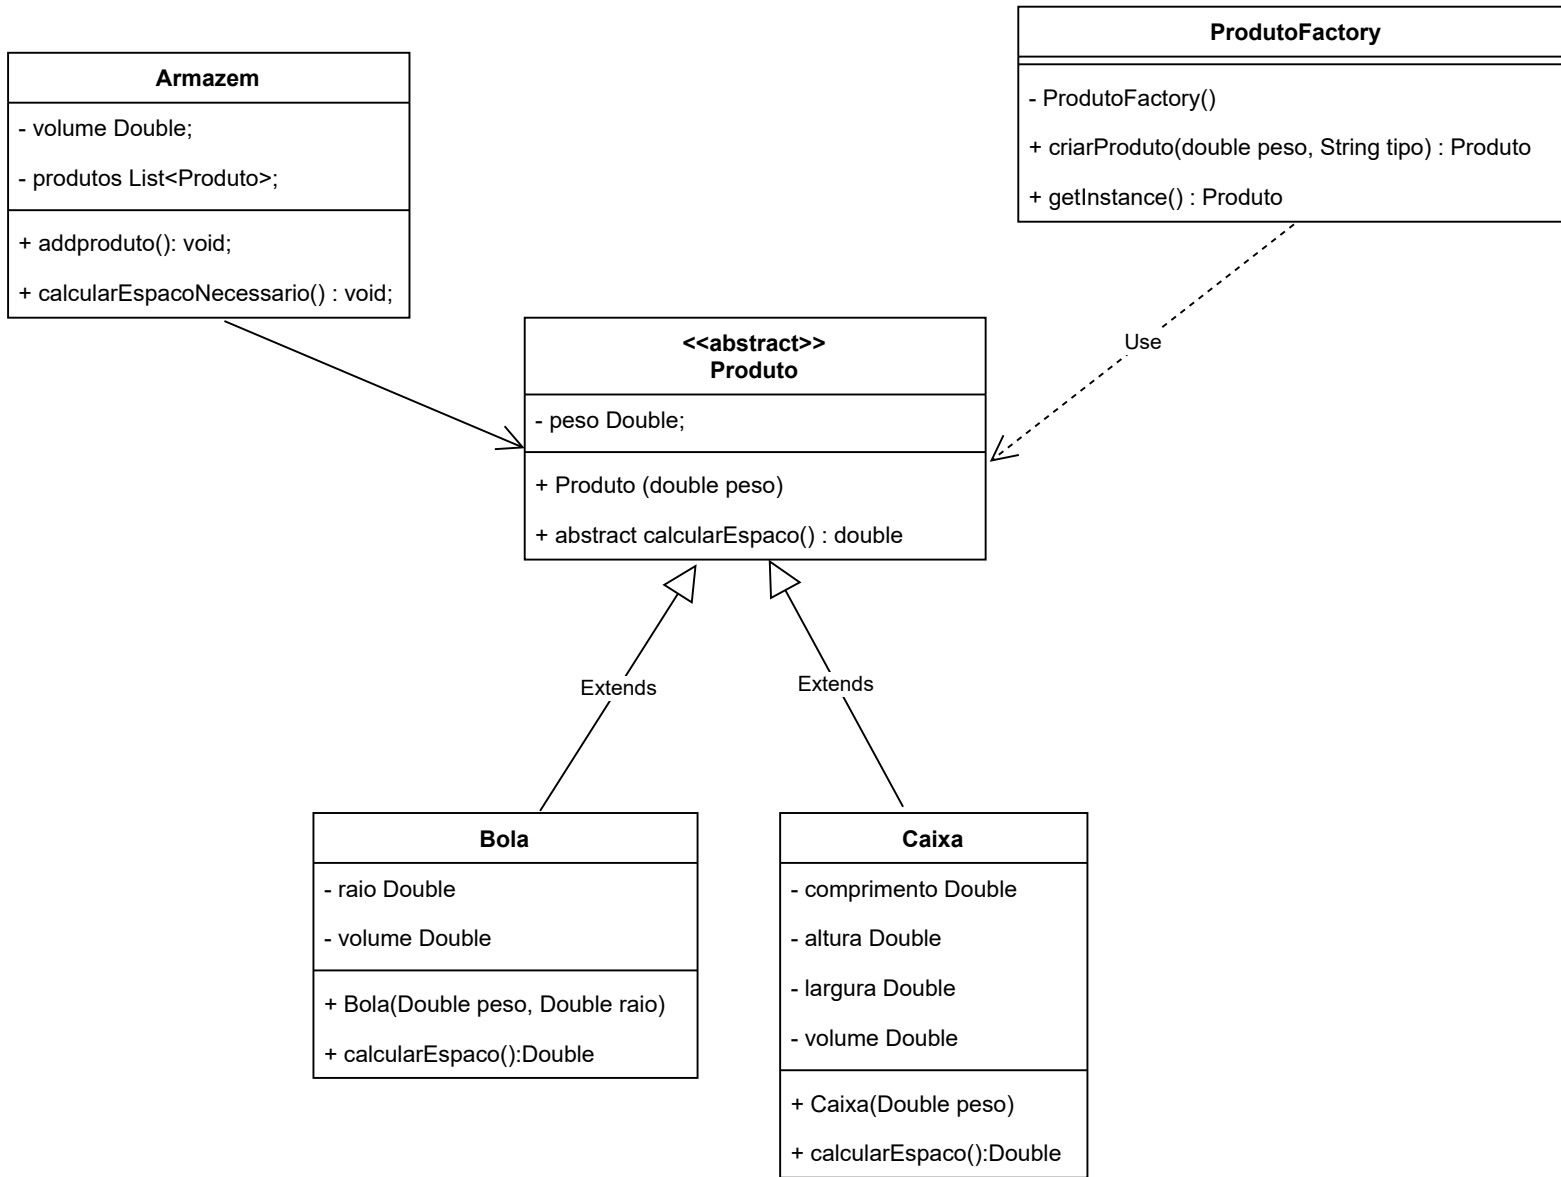 ProdutoFactory
- ProdutoFactory()
+ criarProduto(double peso, String tipo) : Produto
+ getInstance() : Produto
Armazem
- volume Double;
- produtos List<Produto>;
+ addproduto(): void;
+ calcularEspacoNecessario() : void;
Use
<<abstract>>
Produto
- peso Double;
+ Produto (double peso)
+ abstract calcularEspaco() : double
Extends
Extends
Bola
- raio Double
- volume Double
+ Bola(Double peso, Double raio)
+ calcularEspaco():Double
Caixa
- comprimento Double
- altura Double
- largura Double
- volume Double
+ Caixa(Double peso)
+ calcularEspaco():Double